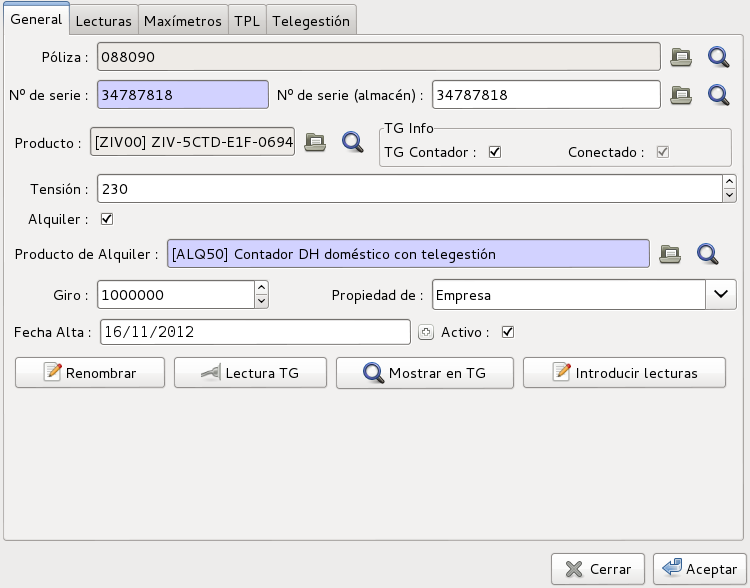 General Lecturas Maxímetros TPL Telegestión
Póliza : 088090
Nº de serie : 34787818 Nº de serie (almacén) : 34787818
TG Info
Producto : [ZIV00] ZIV-5CTD-E1F-0694 TG Contador : Conectado :
Tensión : 230
Alquiler :
Producto de Alquiler : [ALQ50] Contador DH doméstico con telegestión
Giro : 1000000 Propiedad de : Empresa
Fecha Alta : 16/11/2012 Activo :
Renombrar Lectura TG Mostrar en TG Introducir lecturas
Cerrar Aceptar